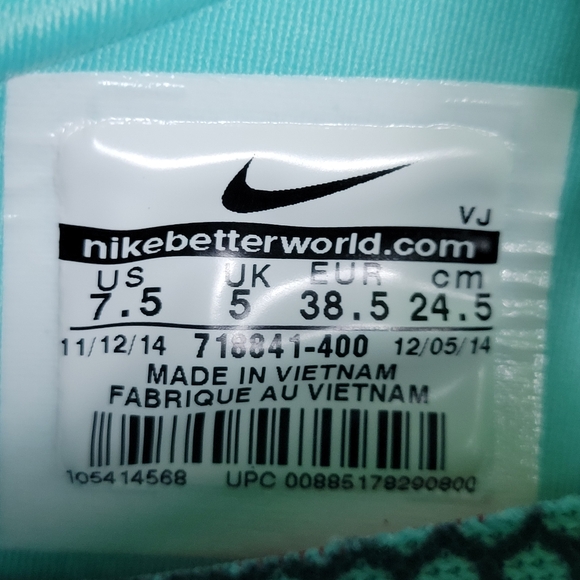 VJ
nikebetterworld.com
US UK EUR cm
7.5 5 38.5 24.5
11/12/14 718841-400 12/05/14
MADE IN VIETNAM
FABRIQUE AU VIETNAM
105414568 UPC 00885178290800